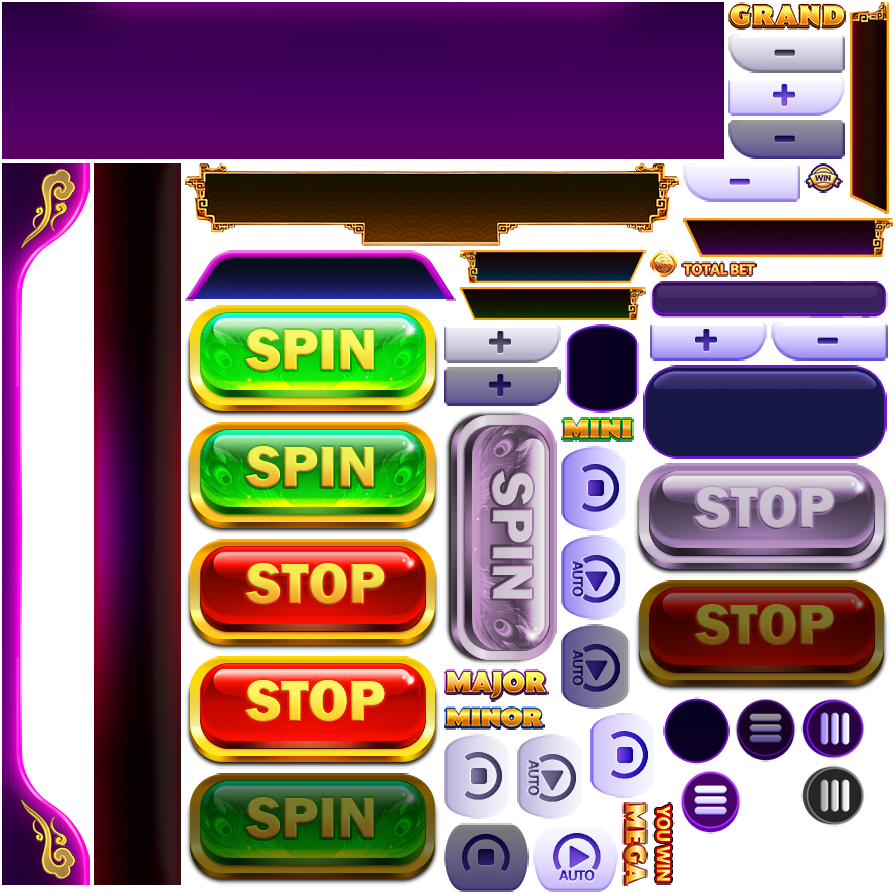 GRAND
WIN
TOTAL BET
SPIN
SPIN
STOP
STOP
SPIN
SPIN
MINI
AUTO
AUTO
MAJOR
MINOR
AUTO
AUTO
MEGA
YOU WIN
STOP
STOP